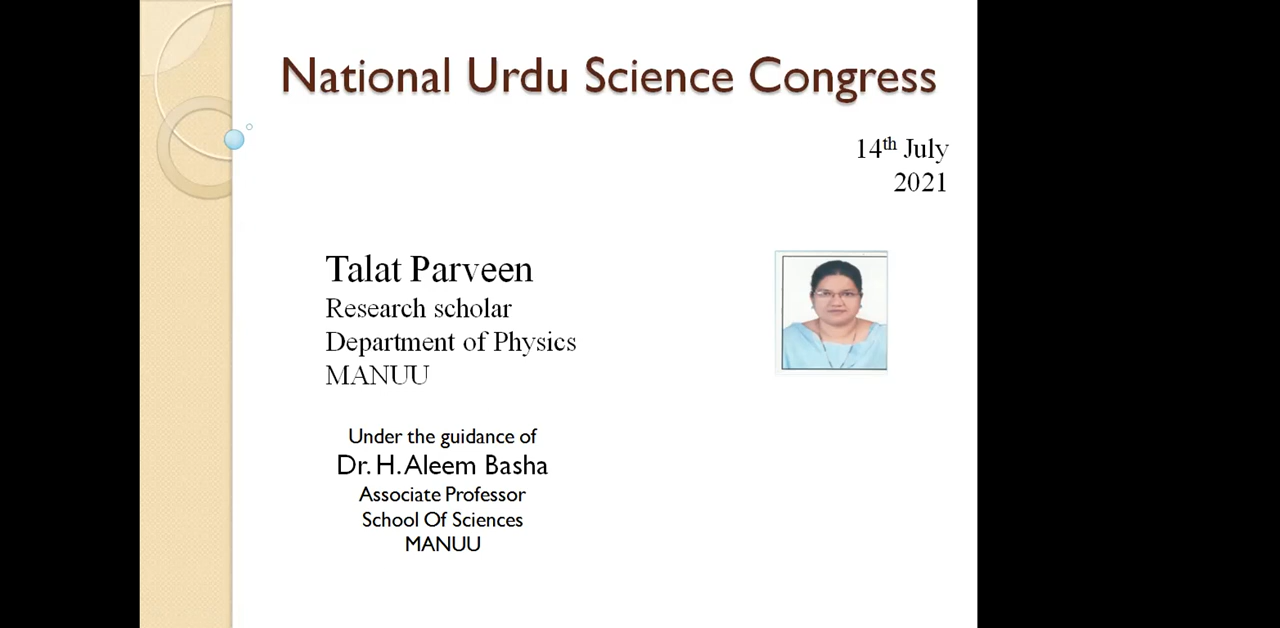 National Urdu Science Congress
14th July
2021
Talat Parveen
Research scholar
Department of Physics
MANUU
Under the guidance of
Dr. H. Aleem Basha
Associate Professor
School Of Sciences
MANUU